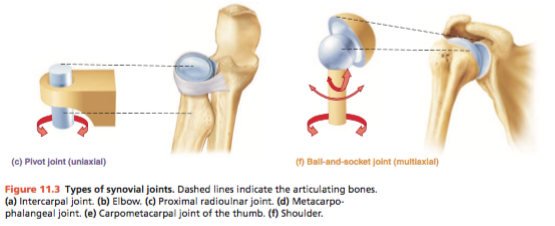 (c) Pivot joint (uniaxial)
(f) Ball-and-socket joint (multiaxial)
Figure 11.3 Types of synovial joints. Dashed lines indicate the articulating bones.
(a) Intercarpal joint. (b) Elbow. (c) Proximal radioulnar joint. (d) Metacarpo-
phalangeal joint. (e) Carpometacarpal joint of the thumb. (f) Shoulder.